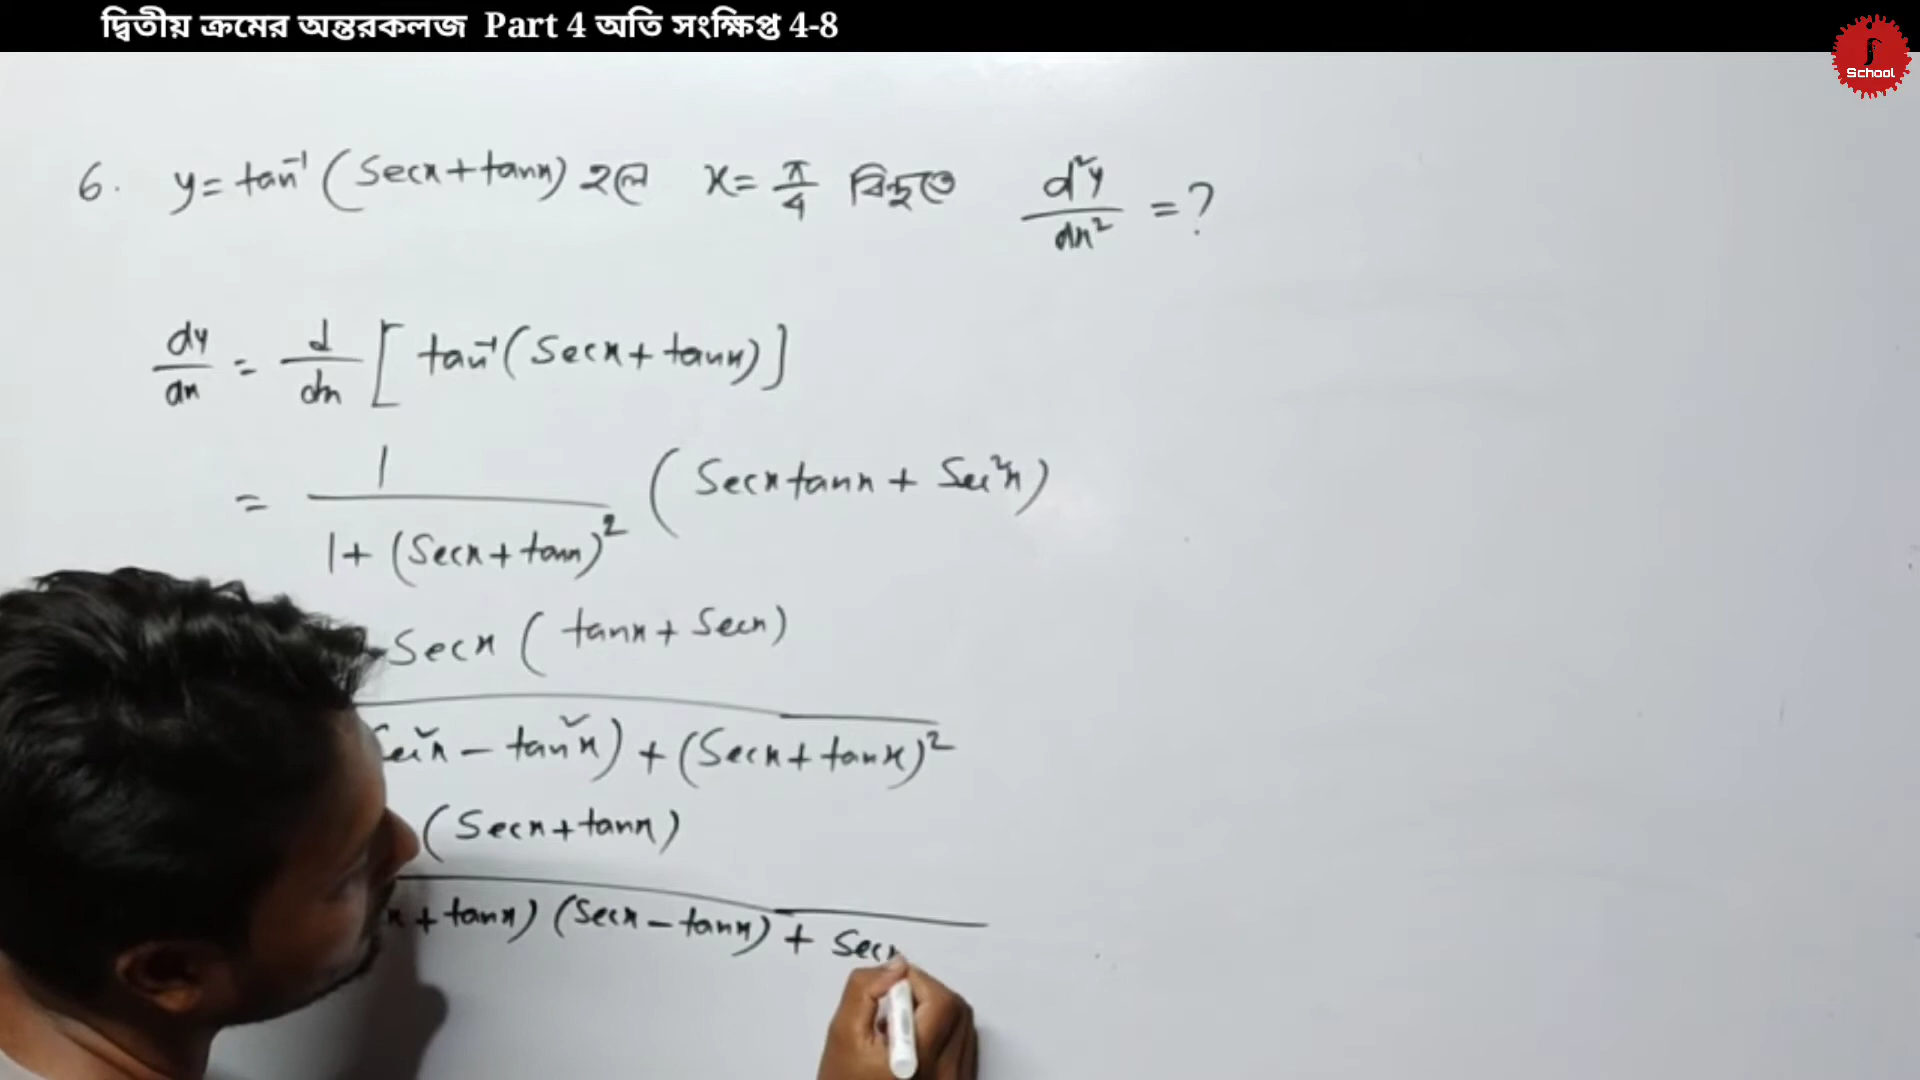 দ্বিতীয় ক্রমের অন্তরকলজ Part 4 অতি সংক্ষিপ্ত 4-8
School
6. y = tan⁻¹ (Secx + tanx) হলে x = π/4 বিন্দুতে d²y/dx² = ?
dy/dx = d/dx [ tan⁻¹ (Secx + tanx) ]
= 1 / 1 + (Secx + tanx)² ( Secx tanx + Sec²x )
Secx ( tanx + Secx )
Sec²x − tan²x ) + (Secx + tanx)²
(Secx + tanx)
x + tanx ) (Secx − tanx) + Secx